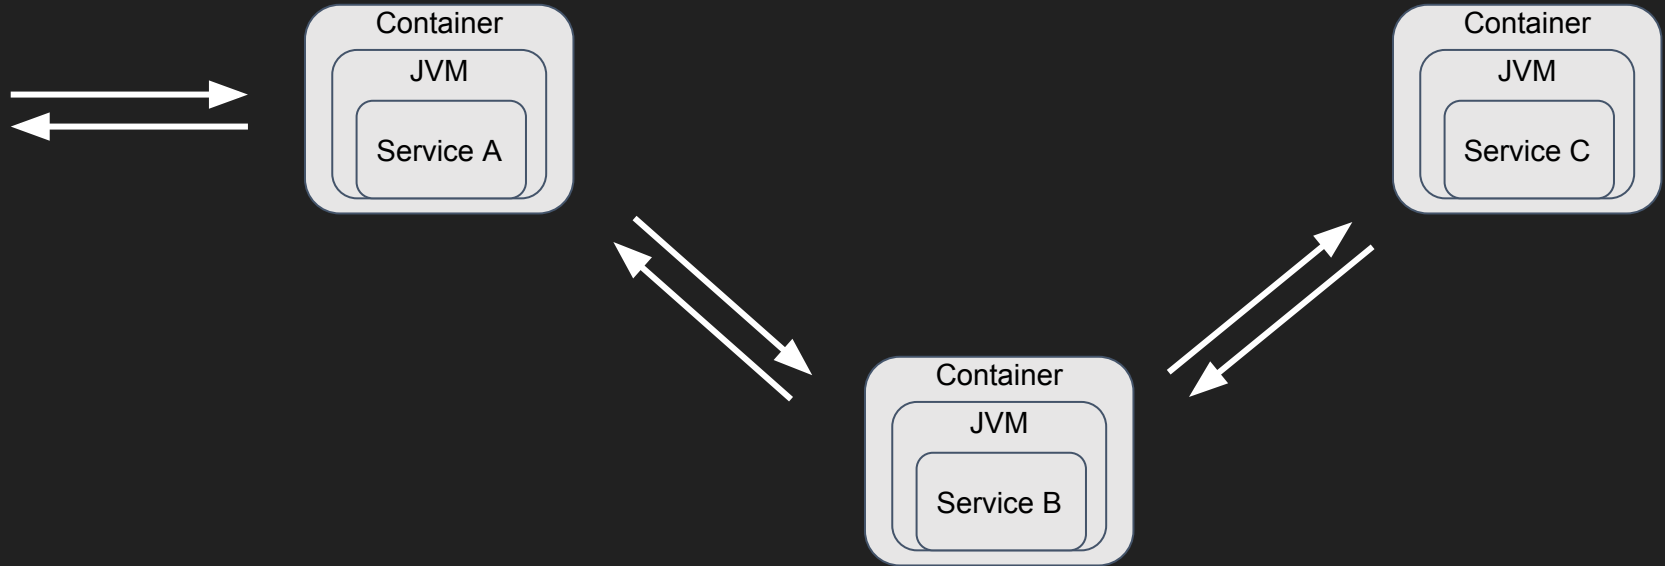 Container
JVM
Service A
Container
JVM
Service C
Container
JVM
Service B